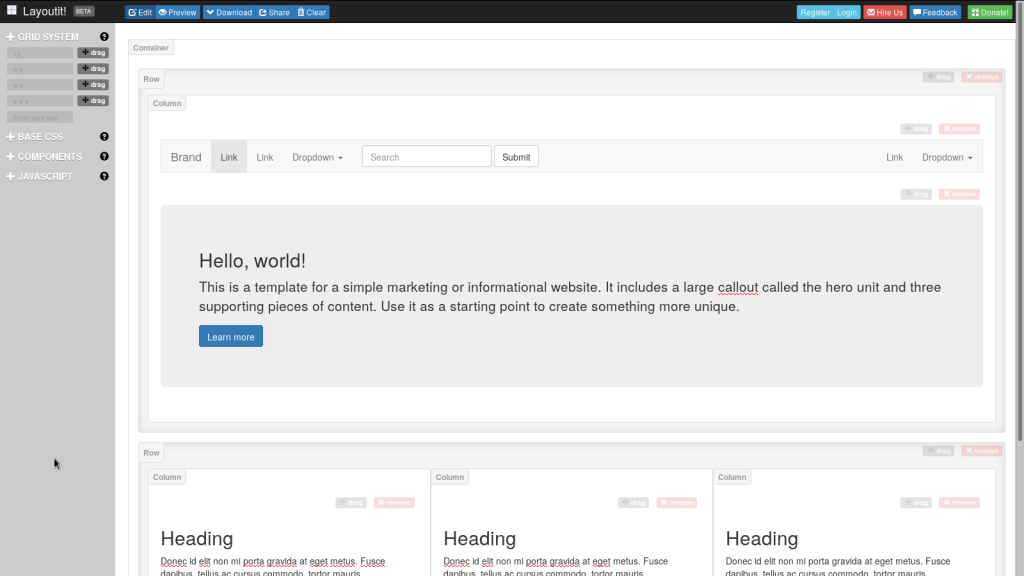 Layoutit! BETA Edit Preview Download Share Clear Register Login Hire Us Feedback Donate!
GRID SYSTEM
12 drag
6 6 drag
8 4 drag
4 4 4 drag
Enter your own
BASE CSS
COMPONENTS
JAVASCRIPT
Container
Row drag remove
Column
drag remove
Brand Link Link Dropdown Search Submit Link Dropdown
drag remove
Hello, world!
This is a template for a simple marketing or informational website. It includes a large callout called the hero unit and three
supporting pieces of content. Use it as a starting point to create something more unique.
Learn more
Row drag remove
Column Column Column
drag remove drag remove drag remove
Heading Heading Heading
Donec id elit non mi porta gravida at eget metus. Fusce Donec id elit non mi porta gravida at eget metus. Fusce Donec id elit non mi porta gravida at eget metus. Fusce
dapibus, tellus ac cursus commodo, tortor mauris dapibus, tellus ac cursus commodo, tortor mauris dapibus, tellus ac cursus commodo, tortor mauris